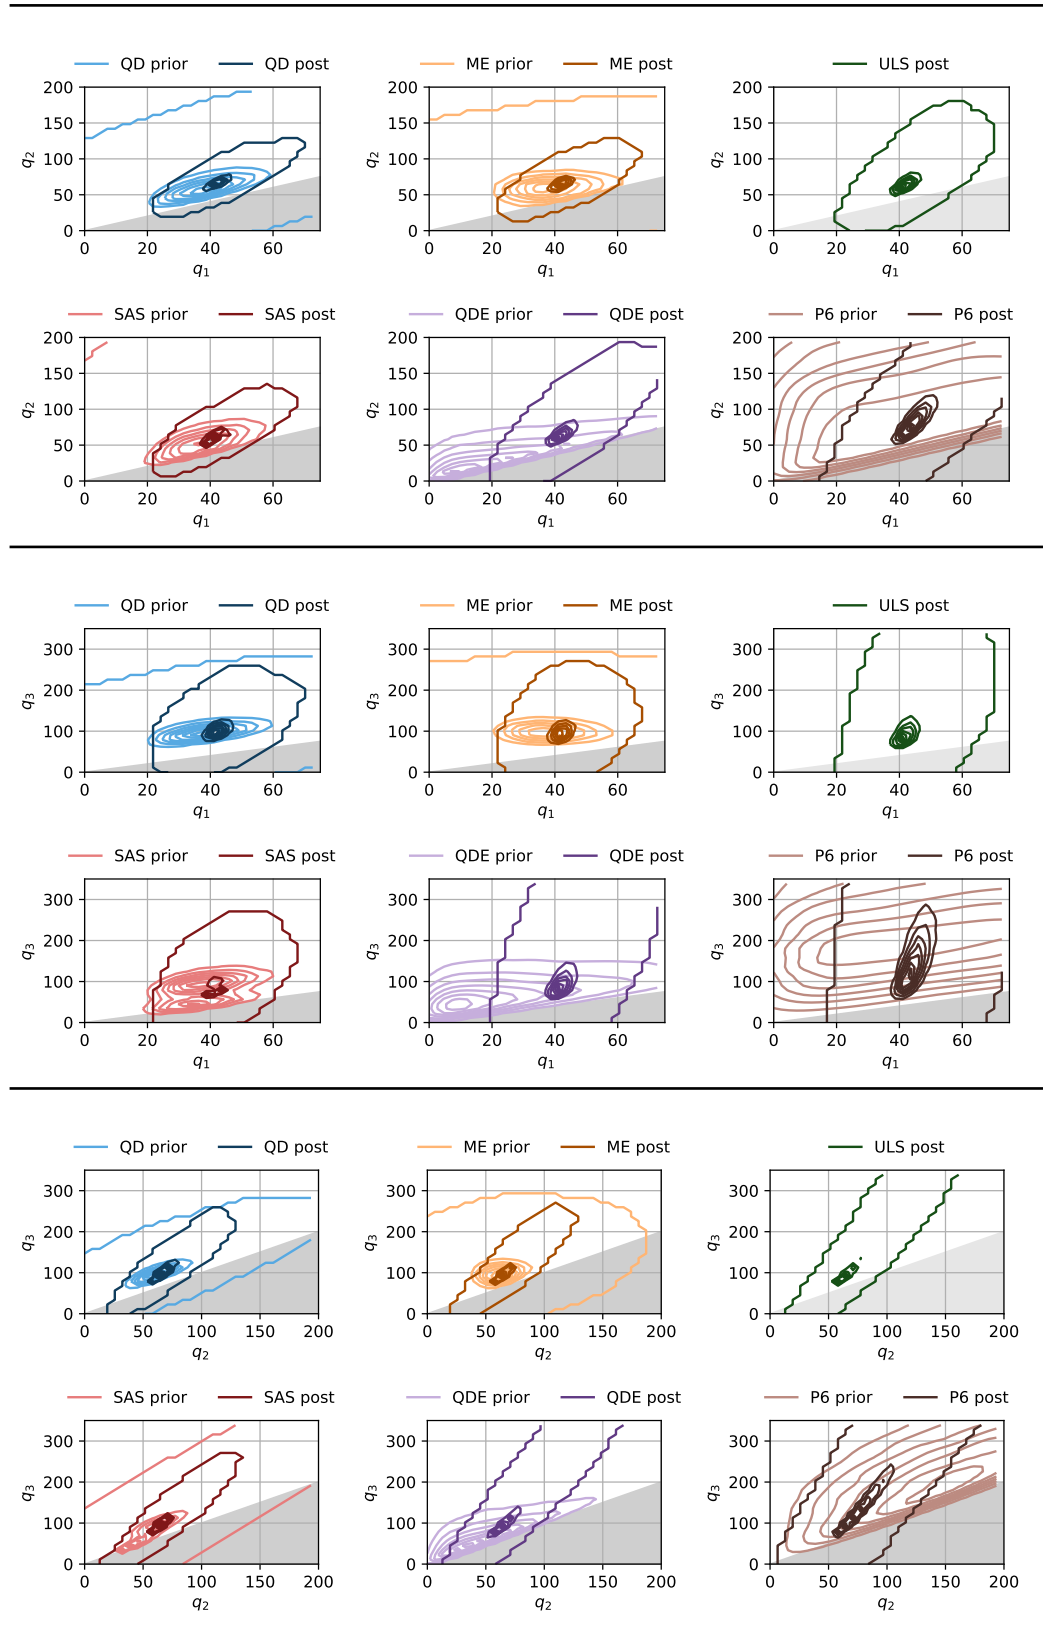 QD prior QD post ME prior ME post ULS post
200 200 200
150 150 150
q2 100 q2 100 q2 100
50 50 50
0 0 0
0 20 40 60 0 20 40 60 0 20 40 60
q1 q1 q1
SAS prior SAS post QDE prior QDE post P6 prior P6 post
200 200 200
150 150 150
q2 100 q2 100 q2 100
50 50 50
0 0 0
0 20 40 60 0 20 40 60 0 20 40 60
q1 q1 q1
QD prior QD post ME prior ME post ULS post
300 300 300
q3 200 q3 200 q3 200
100 100 100
0 0 0
0 20 40 60 0 20 40 60 0 20 40 60
q1 q1 q1
SAS prior SAS post QDE prior QDE post P6 prior P6 post
300 300 300
q3 200 q3 200 q3 200
100 100 100
0 0 0
0 20 40 60 0 20 40 60 0 20 40 60
q1 q1 q1
QD prior QD post ME prior ME post ULS post
300 300 300
q3 200 q3 200 q3 200
100 100 100
0 0 0
0 50 100 150 200 0 50 100 150 200 0 50 100 150 200
q2 q2 q2
SAS prior SAS post QDE prior QDE post P6 prior P6 post
300 300 300
q3 200 q3 200 q3 200
100 100 100
0 0 0
0 50 100 150 200 0 50 100 150 200 0 50 100 150 200
q2 q2 q2